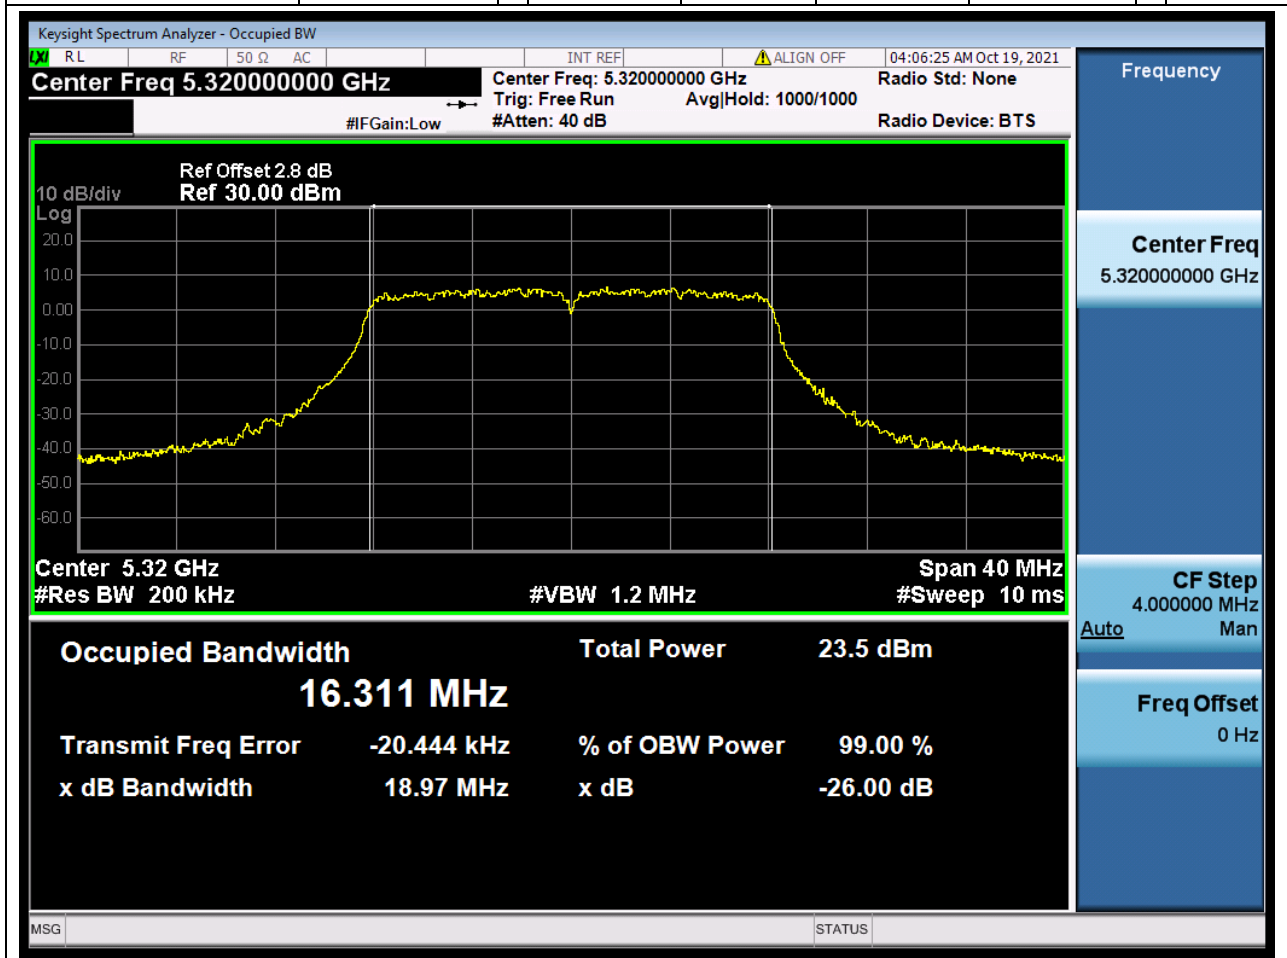 Keysight Spectrum Analyzer - Occupied BW
LXI RL RF 50 Ω AC INT REF ALIGN OFF 04:06:25 AM Oct 19, 2021
Center Freq 5.320000000 GHz
Center Freq: 5.320000000 GHz
Radio Std: None
Trig: Free Run
Avg|Hold: 1000/1000
#IFGain:Low
#Atten: 40 dB
Radio Device: BTS
Ref Offset 2.8 dB
10 dB/div
Ref 30.00 dBm
Log
20.0
10.0
0.00
-10.0
-20.0
-30.0
-40.0
-50.0
-60.0
Center 5.32 GHz
Span 40 MHz
#Res BW 200 kHz
#VBW 1.2 MHz
#Sweep 10 ms
Occupied Bandwidth
16.311 MHz
Total Power 23.5 dBm
Transmit Freq Error -20.444 kHz
% of OBW Power 99.00 %
x dB Bandwidth 18.97 MHz
x dB -26.00 dB
MSG
STATUS
Frequency
Center Freq
5.320000000 GHz
CF Step
4.000000 MHz
Auto Man
Freq Offset
0 Hz